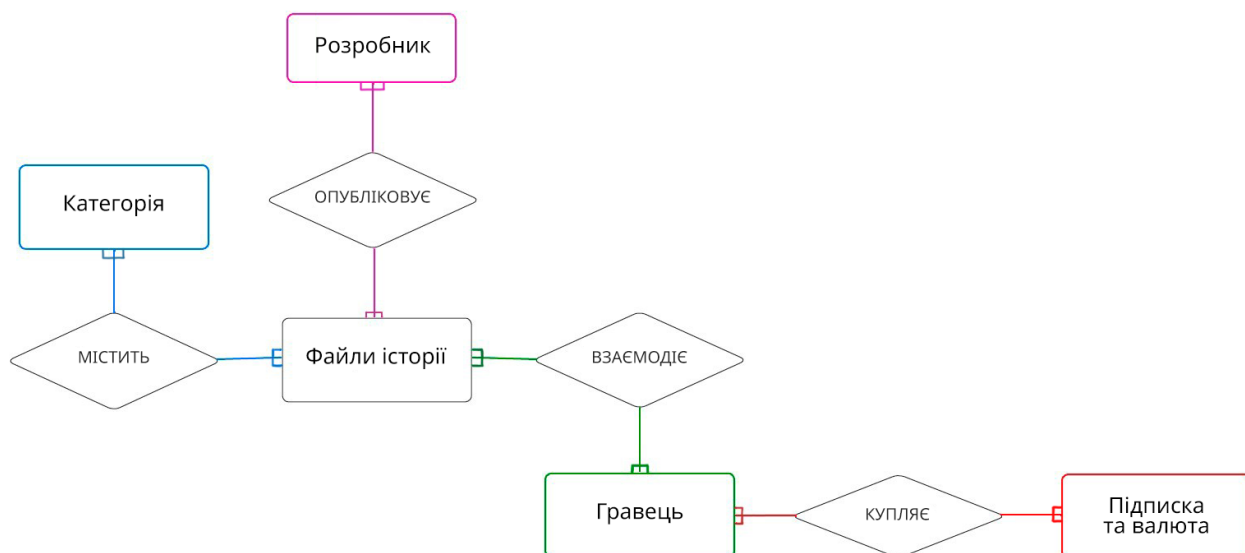 Розробник
ОПУБЛІКОВУЄ
Категорія
МІСТИТЬ
Файли історії
ВЗАЄМОДІЄ
Гравець
КУПЛЯЄ
Підписка
та валюта